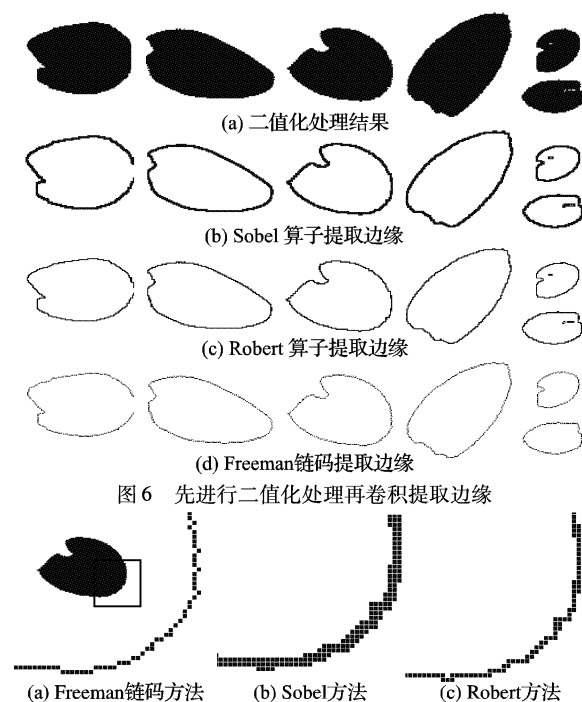 (a) 二值化处理结果
(b) Sobel 算子提取边缘
(c) Robert 算子提取边缘
(d) Freeman链码提取边缘
图 6 先进行二值化处理再卷积提取边缘
(a) Freeman链码方法 (b) Sobel方法 (c) Robert方法